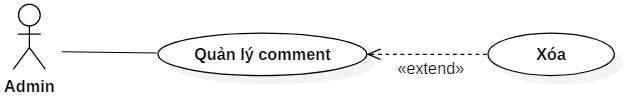 Quản lý comment
Xóa
«extend»
Admin